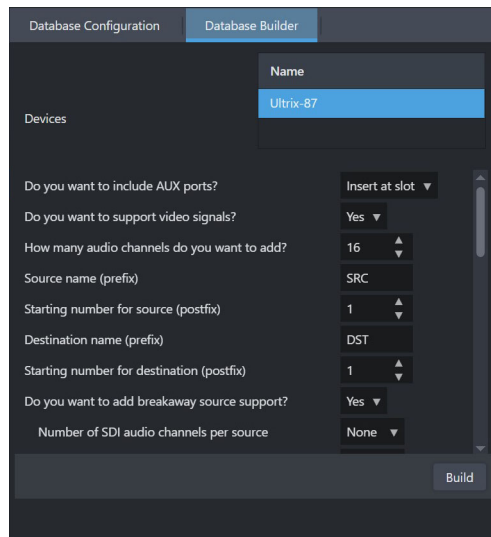 Database Configuration Database Builder
Name
Ultrix-87
Devices
Do you want to include AUX ports? Insert at slot
Do you want to support video signals? Yes
How many audio channels do you want to add? 16
Source name (prefix) SRC
Starting number for source (postfix) 1
Destination name (prefix) DST
Starting number for destination (postfix) 1
Do you want to add breakaway source support? Yes
Number of SDI audio channels per source None
Build